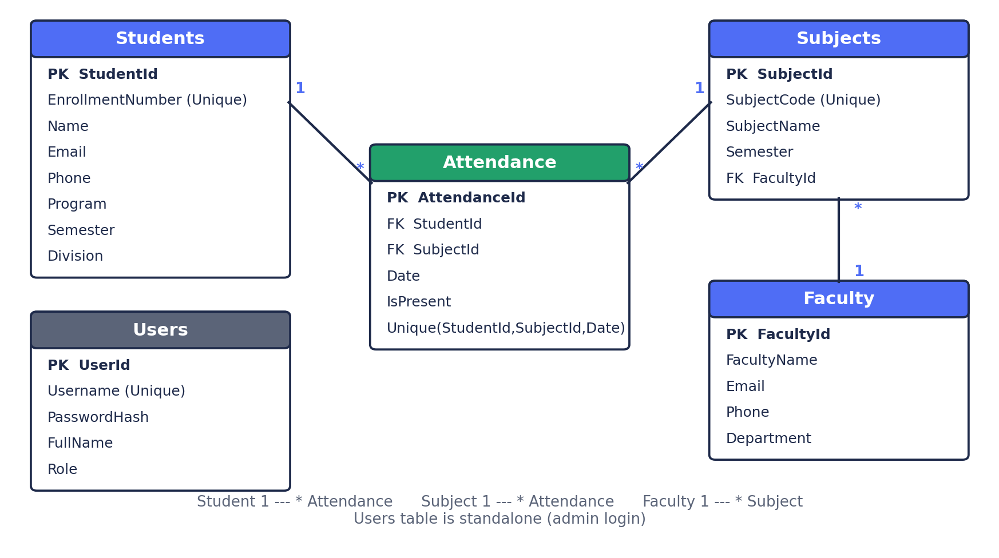 Students
PK  StudentId
EnrollmentNumber (Unique)
Name
Email
Phone
Program
Semester
Division
1
*
Subjects
PK  SubjectId
SubjectCode (Unique)
SubjectName
Semester
FK  FacultyId
1
*
Attendance
PK  AttendanceId
FK  StudentId
FK  SubjectId
Date
IsPresent
Unique(StudentId,SubjectId,Date)
*
1
Users
PK  UserId
Username (Unique)
PasswordHash
FullName
Role
Faculty
PK  FacultyId
FacultyName
Email
Phone
Department
Student 1 --- * Attendance      Subject 1 --- * Attendance      Faculty 1 --- * Subject
Users table is standalone (admin login)